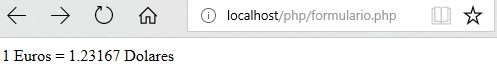 localhost/php/formulario.php
1 Euros = 1.23167 Dolares